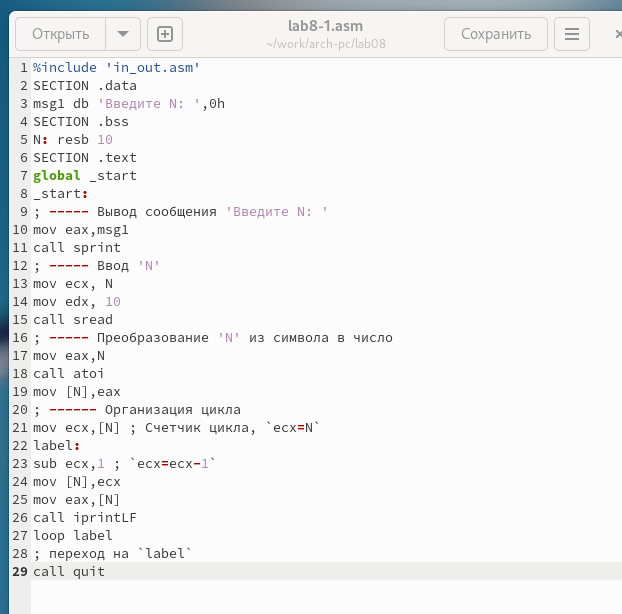 Открыть
lab8-1.asm
~/work/arch-pc/lab08
Сохранить
1 %include 'in_out.asm'
2 SECTION .data
3 msg1 db 'Введите N: ',0h
4 SECTION .bss
5 N: resb 10
6 SECTION .text
7 global _start
8 _start:
9 ; ----- Вывод сообщения 'Введите N: '
10 mov eax,msg1
11 call sprint
12 ; ----- Ввод 'N'
13 mov ecx, N
14 mov edx, 10
15 call sread
16 ; ----- Преобразование 'N' из символа в число
17 mov eax,N
18 call atoi
19 mov [N],eax
20 ; ------ Организация цикла
21 mov ecx,[N] ; Счетчик цикла, `ecx=N`
22 label:
23 sub ecx,1 ; `ecx=ecx-1`
24 mov [N],ecx
25 mov eax,[N]
26 call iprintLF
27 loop label
28 ; переход на `label`
29 call quit